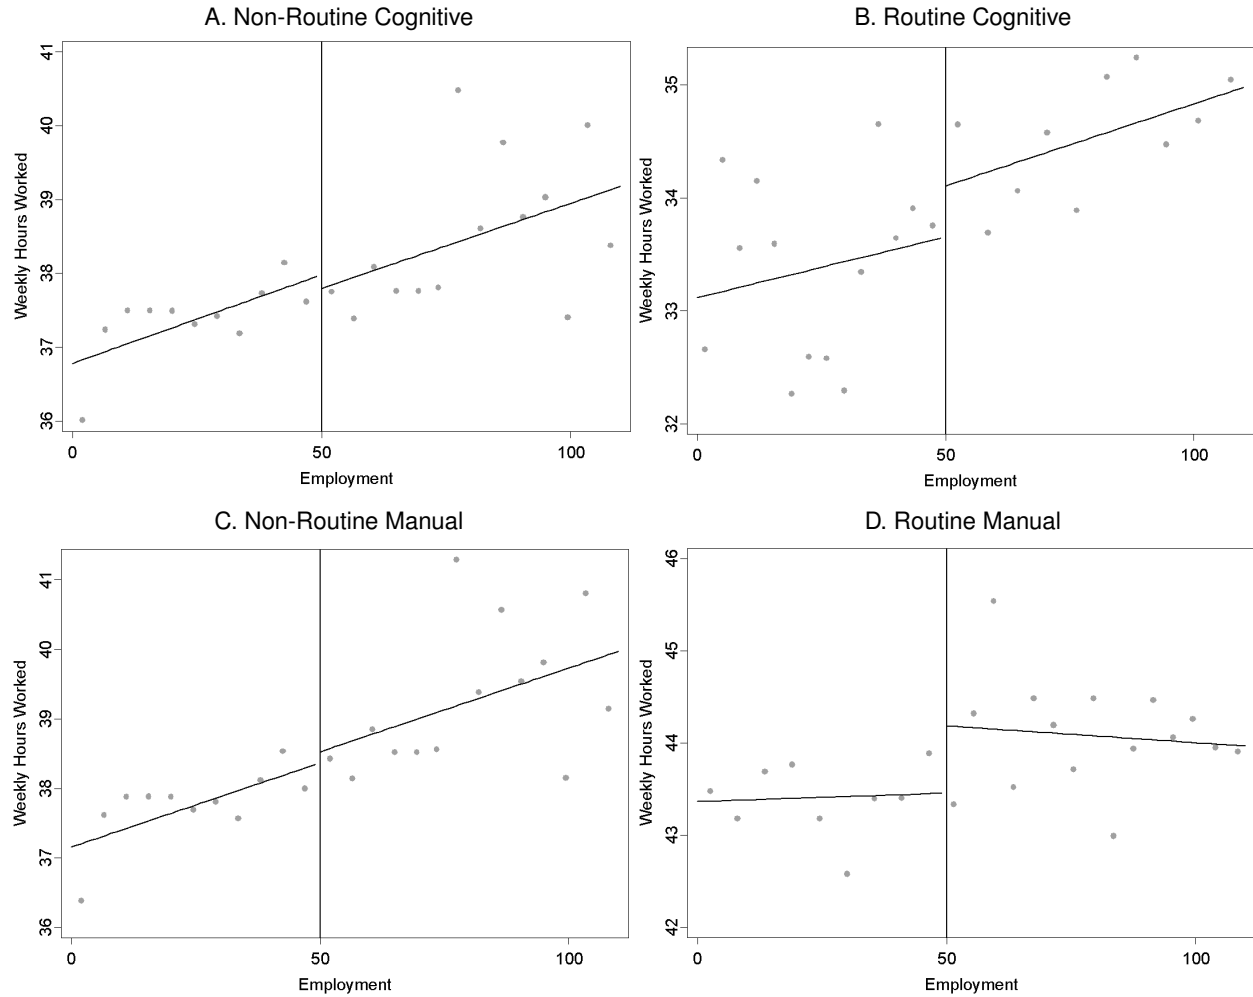 A. Non-Routine Cognitive
Weekly Hours Worked
41
40
39
38
37
36
0 50 100
Employment
B. Routine Cognitive
Weekly Hours Worked
35
34
33
32
0 50 100
Employment
C. Non-Routine Manual
Weekly Hours Worked
41
40
39
38
37
36
0 50 100
Employment
D. Routine Manual
Weekly Hours Worked
46
45
44
43
42
0 50 100
Employment